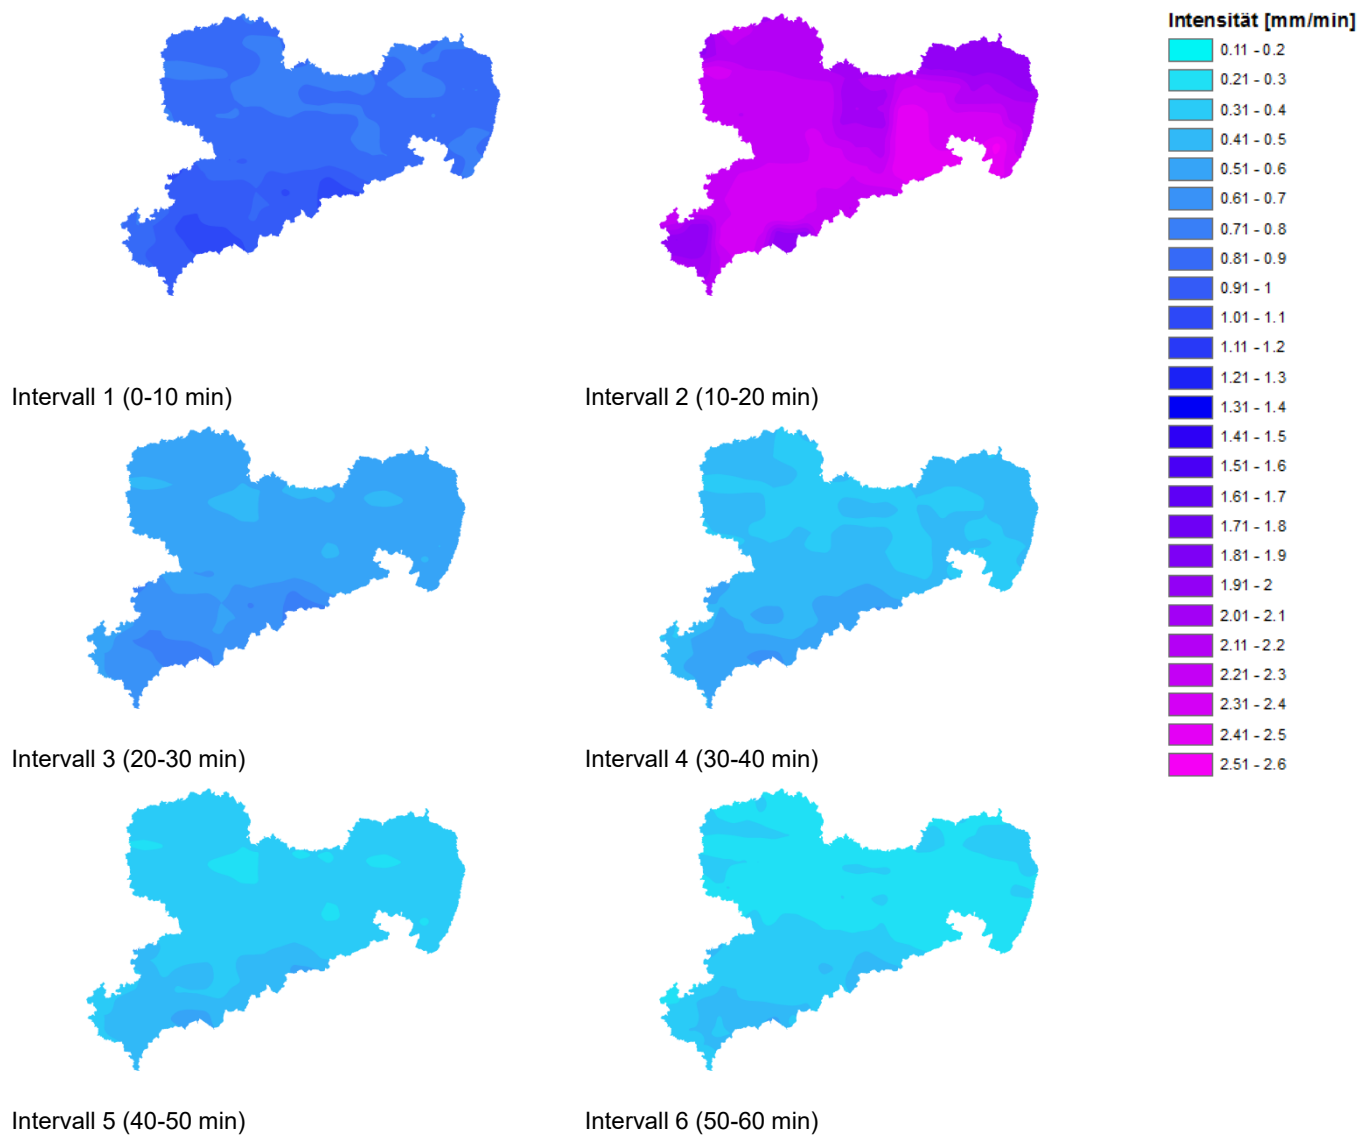 Intensität [mm/min]
0.11 - 0.2
0.21 - 0.3
0.31 - 0.4
0.41 - 0.5
0.51 - 0.6
0.61 - 0.7
0.71 - 0.8
0.81 - 0.9
0.91 - 1
1.01 - 1.1
1.11 - 1.2
1.21 - 1.3
1.31 - 1.4
1.41 - 1.5
1.51 - 1.6
1.61 - 1.7
1.71 - 1.8
1.81 - 1.9
1.91 - 2
2.01 - 2.1
2.11 - 2.2
2.21 - 2.3
2.31 - 2.4
2.41 - 2.5
2.51 - 2.6
Intervall 1 (0-10 min)
Intervall 2 (10-20 min)
Intervall 3 (20-30 min)
Intervall 4 (30-40 min)
Intervall 5 (40-50 min)
Intervall 6 (50-60 min)